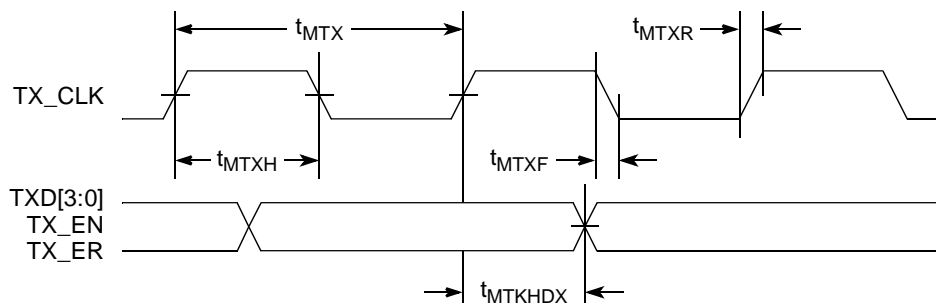 tMTX
tMTXR
TX_CLK
tMTXH
tMTXF
TXD[3:0]
TX_EN
TX_ER
tMTKHDX